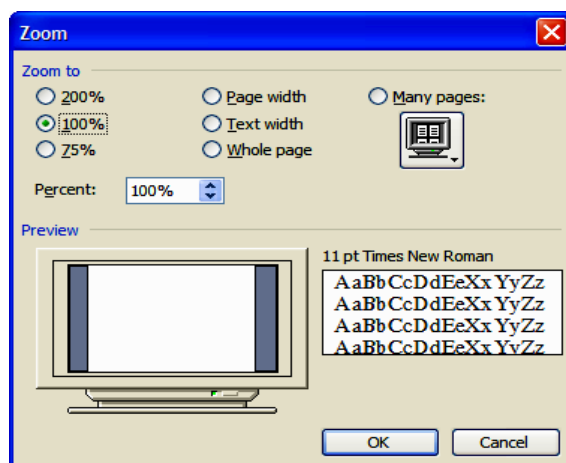 Zoom
Zoom to
200%
Page width
Many pages:
100%
Text width
75%
Whole page
Percent:
100%
Preview
11 pt Times New Roman
AaBbCcDdEeXxYyZz
AaBbCcDdEeXxYyZz
AaBbCcDdEeXxYyZz
AaBbCcDdEeXxYyZz
OK
Cancel